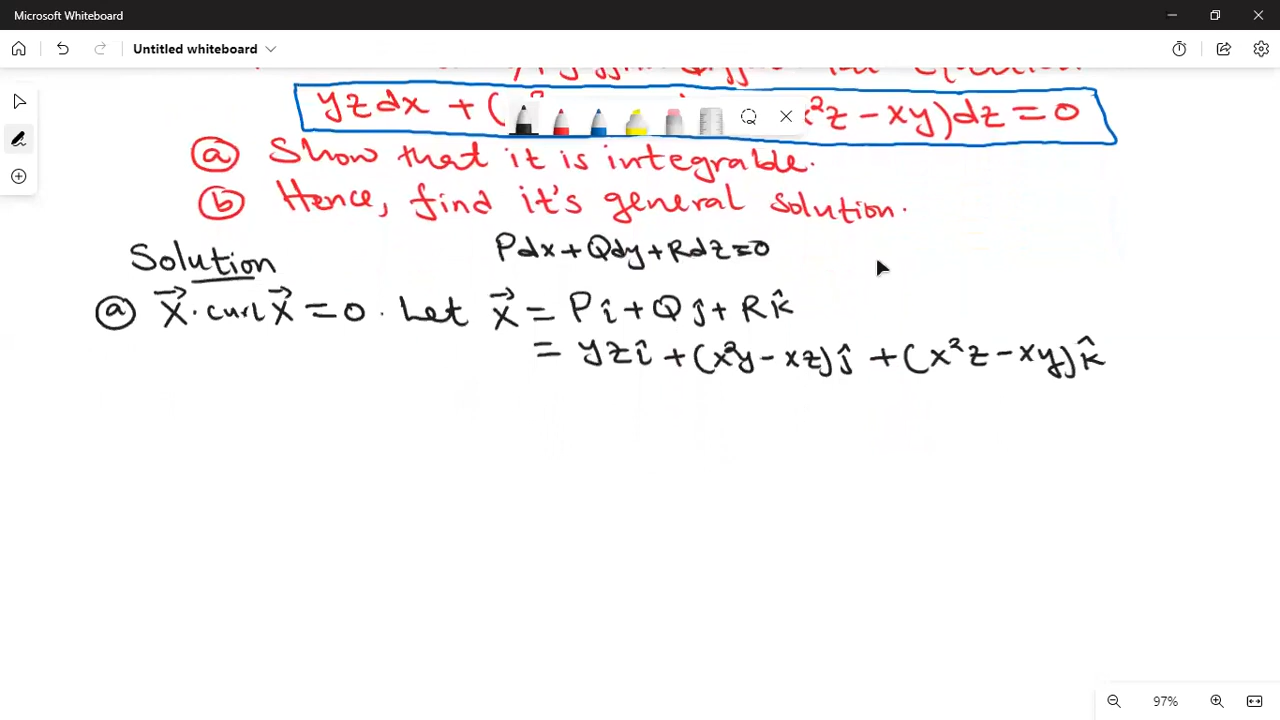 Microsoft Whiteboard
Untitled whiteboard
yzdx + ( x²z - xy)dz = 0
ⓐ Show that it is integrable.
ⓑ Hence, find it's general solution.
Solution
Pdx + Qdy + Rdz = 0
ⓐ X⃗ · curl X⃗ = 0 . Let X⃗ = Pî + Qĵ + Rk̂
= yzî + (x²y - xz)ĵ + (x²z - xy)k̂
97%